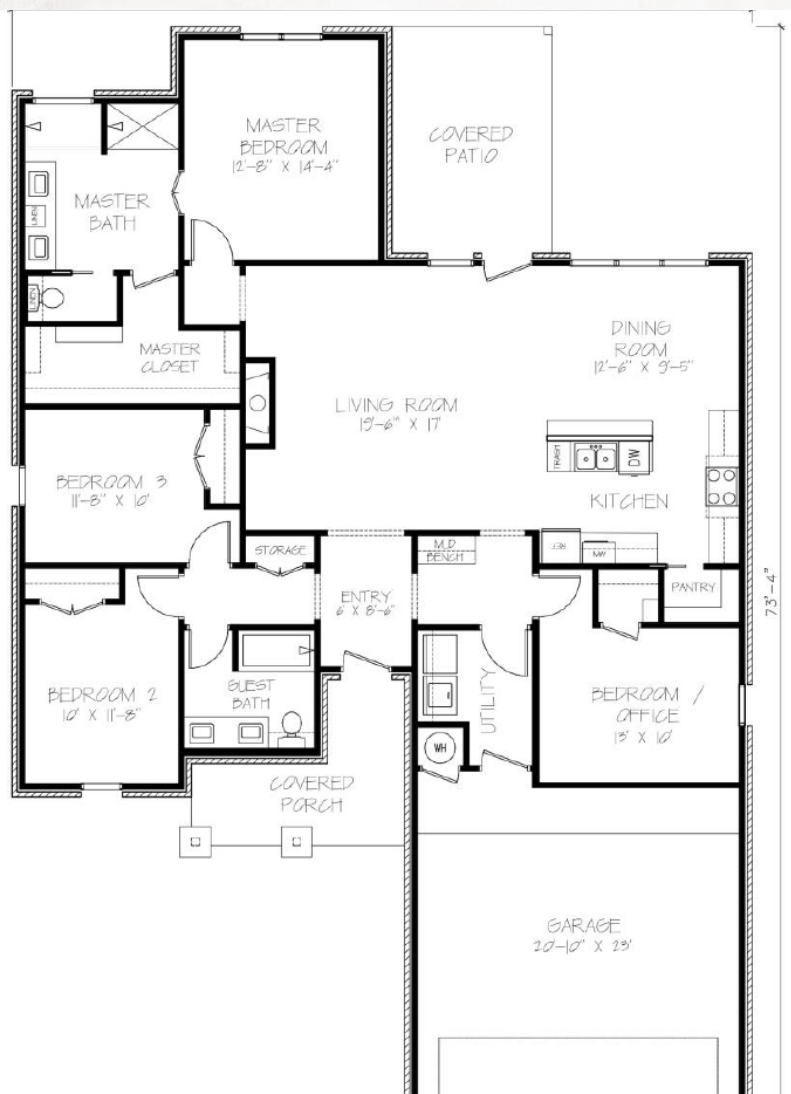 MASTER
BEDROOM
12'-8" X 14'-4"
COVERED
PATIO
MASTER
BATH
LINEN
LINEN
MASTER
CLOSET
DINING
ROOM
12'-6" X 9'-5"
LIVING ROOM
19'-6" X 17'
TRASH
DW
KITCHEN
REF.
MW
PANTRY
BEDROOM 3
11'-8" X 10'
STORAGE
MUD
BENCH
ENTRY
6' X 8'-6"
73'-4"
BEDROOM 2
10' X 11'-8"
GUEST
BATH
UTILITY
WH
BEDROOM /
OFFICE
13' X 10'
COVERED
PORCH
GARAGE
20'-10" X 23'